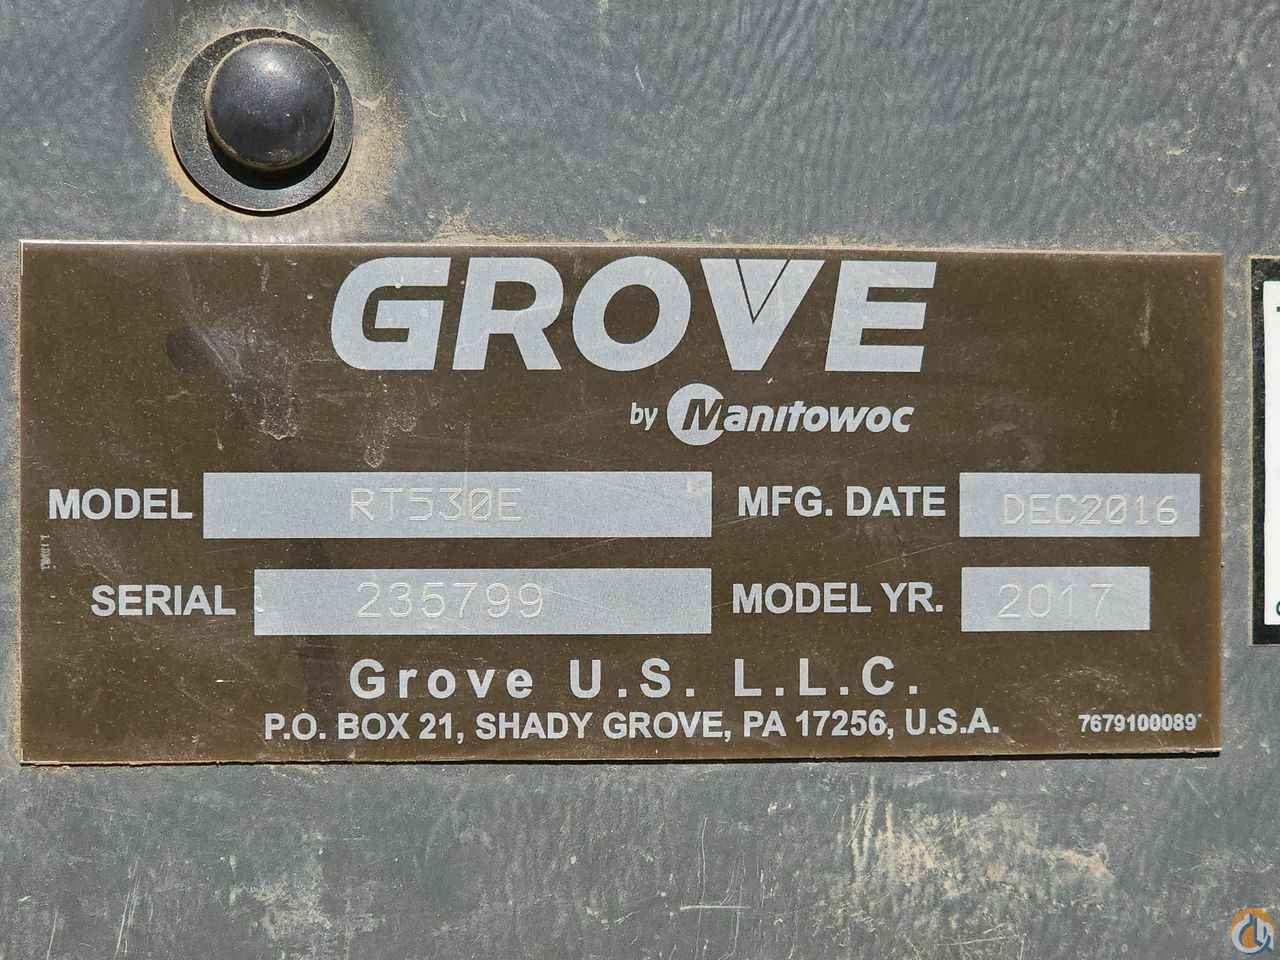 GROVE
by Manitowoc
MODEL RT530E MFG. DATE DEC2016
SERIAL 235799 MODEL YR. 2017
Grove U.S. L.L.C.
P.O. BOX 21, SHADY GROVE, PA 17256, U.S.A. 7679100089